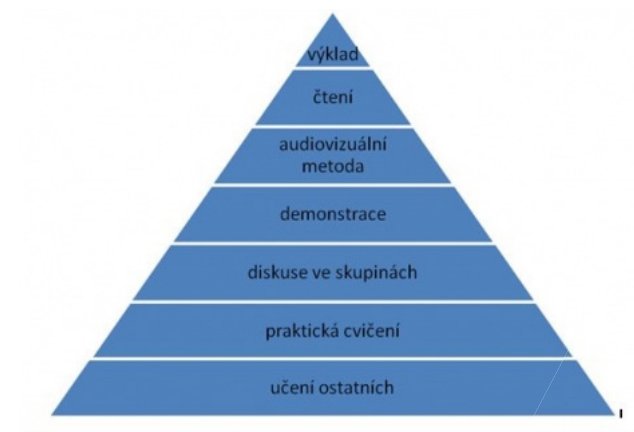 výklad
čtení
audiovizuální
metoda
demonstrace
diskuse ve skupinách
praktická cvičení
učení ostatních